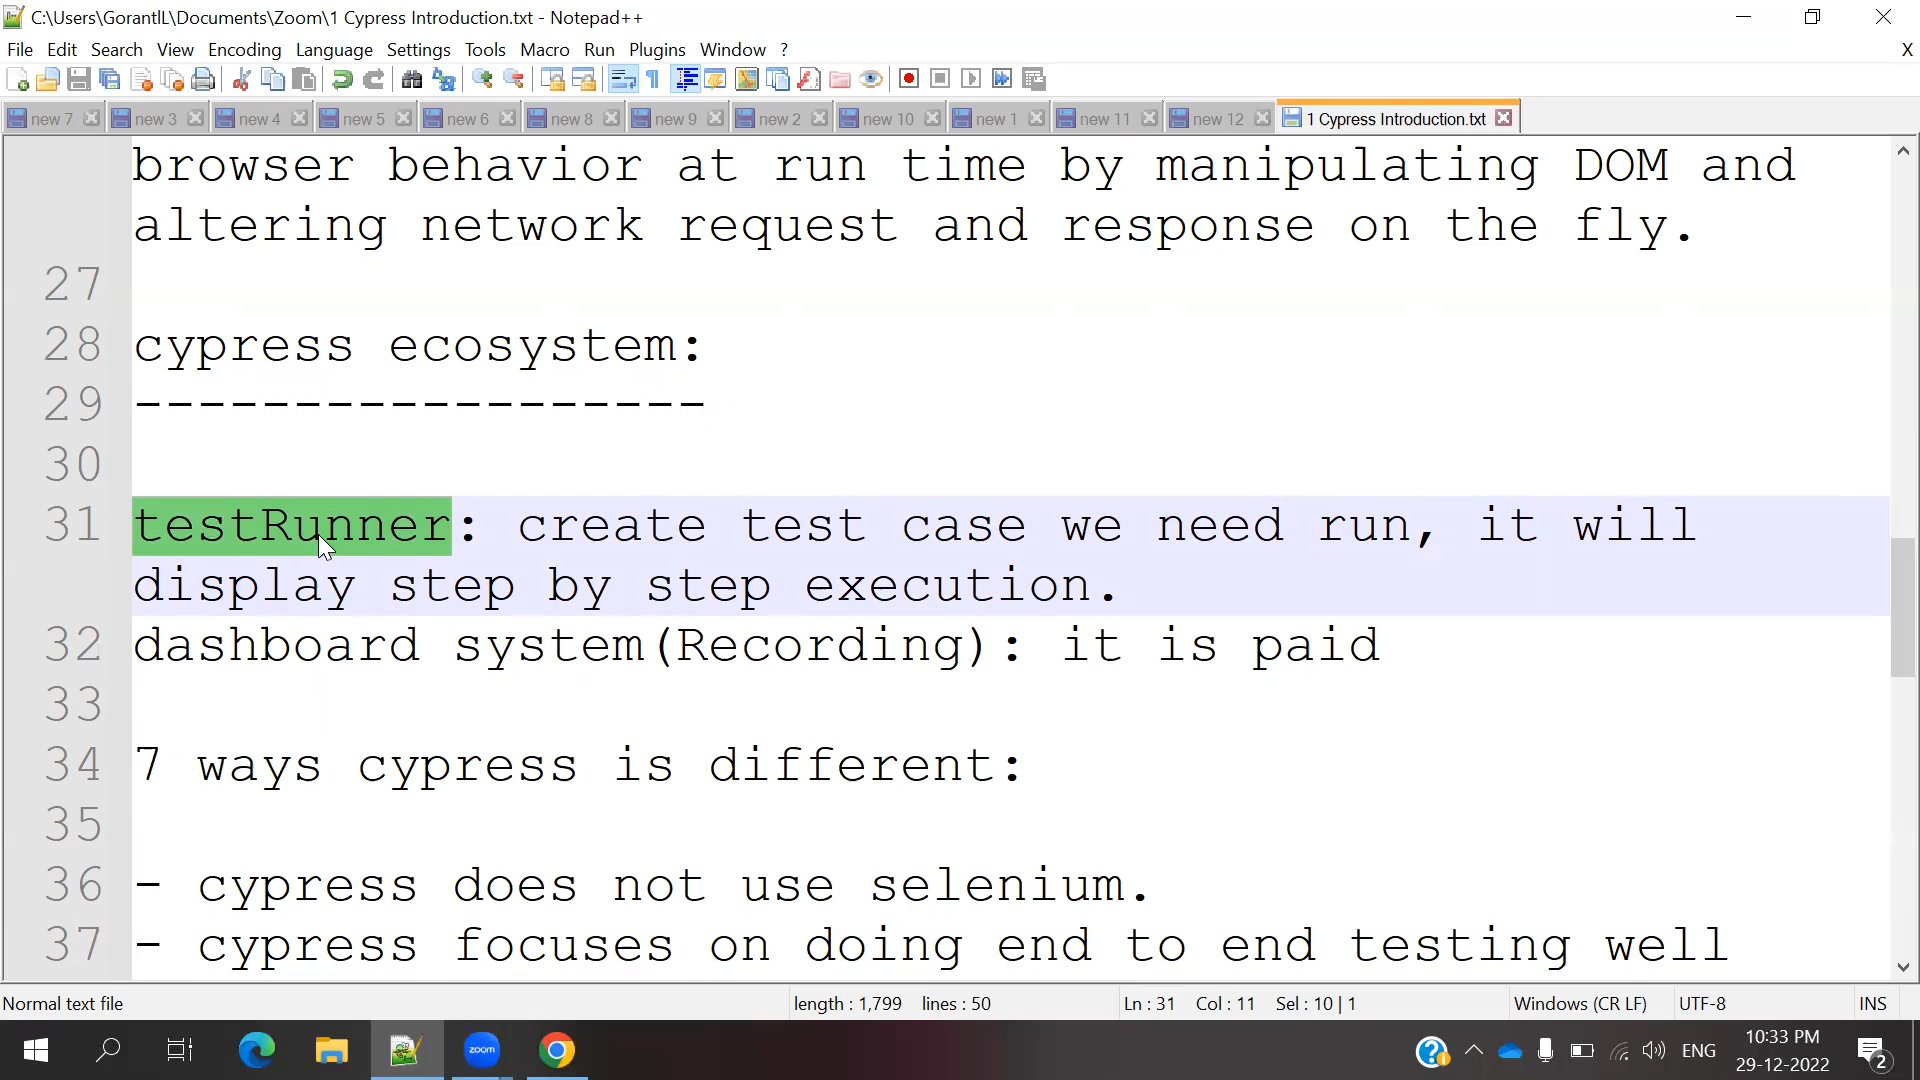 C:\Users\GorantlL\Documents\Zoom\1 Cypress Introduction.txt - Notepad++
File Edit Search View Encoding Language Settings Tools Macro Run Plugins Window ? X
new 7 new 3 new 4 new 5 new 6 new 8 new 9 new 2 new 10 new 1 new 11 new 12 1 Cypress Introduction.txt
browser behavior at run time by manipulating DOM and
altering network request and response on the fly.
27
28 cypress ecosystem:
29 ------------------
30
31 testRunner: create test case we need run, it will
display step by step execution.
32 dashboard system(Recording): it is paid
33
34 7 ways cypress is different:
35
36 - cypress does not use selenium.
37 - cypress focuses on doing end to end testing well
Normal text file length : 1,799 lines : 50 Ln : 31 Col : 11 Sel : 10 | 1 Windows (CR LF) UTF-8 INS
zoom ENG 10:33 PM
29-12-2022 2